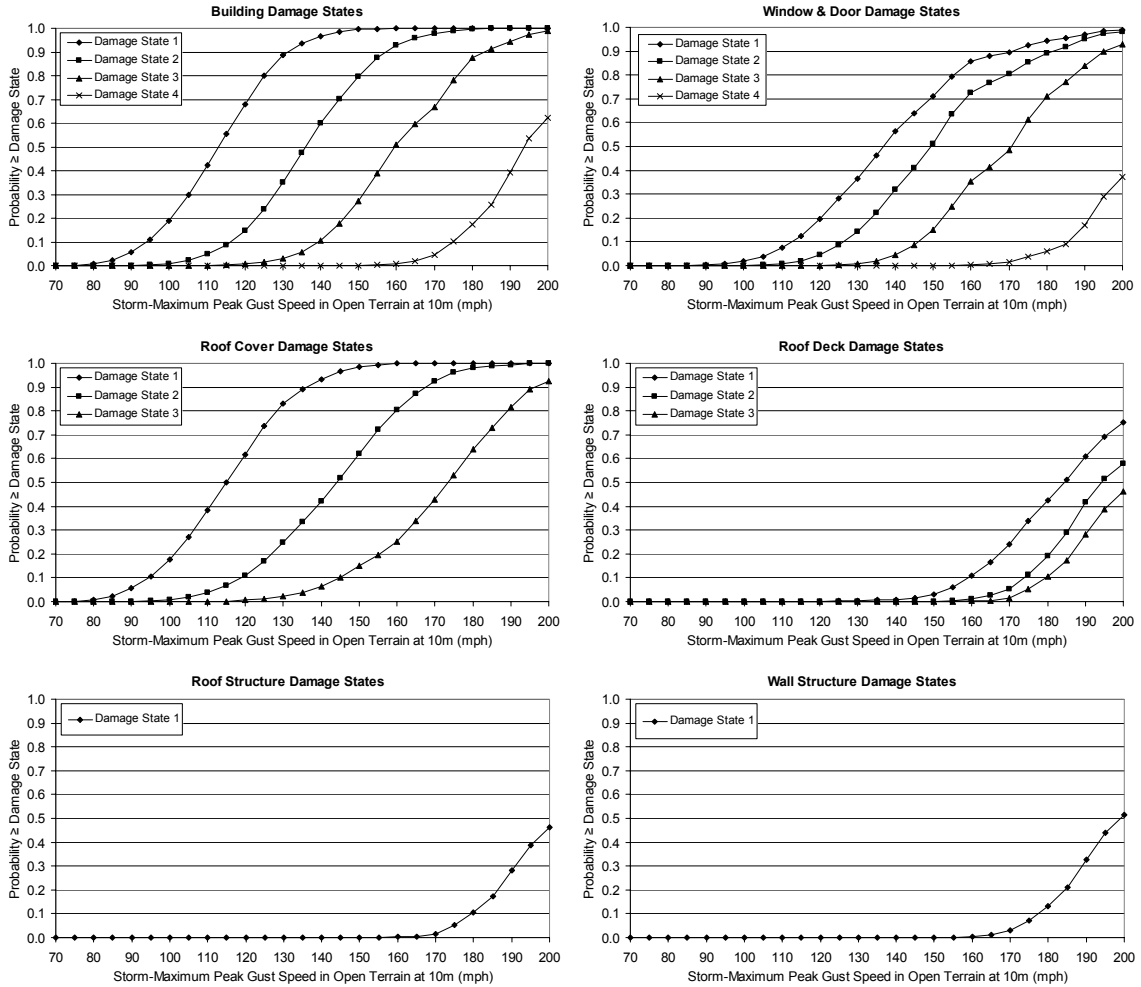 Building Damage States
Damage State 1
Damage State 2
Damage State 3
Damage State 4
Probability ≥ Damage State
1.0
0.9
0.8
0.7
0.6
0.5
0.4
0.3
0.2
0.1
0.0
70 80 90 100 110 120 130 140 150 160 170 180 190 200
Storm-Maximum Peak Gust Speed in Open Terrain at 10m (mph)
Window & Door Damage States
Damage State 1
Damage State 2
Damage State 3
Damage State 4
Probability ≥ Damage State
1.0
0.9
0.8
0.7
0.6
0.5
0.4
0.3
0.2
0.1
0.0
70 80 90 100 110 120 130 140 150 160 170 180 190 200
Storm-Maximum Peak Gust Speed in Open Terrain at 10m (mph)
Roof Cover Damage States
Damage State 1
Damage State 2
Damage State 3
Probability ≥ Damage State
1.0
0.9
0.8
0.7
0.6
0.5
0.4
0.3
0.2
0.1
0.0
70 80 90 100 110 120 130 140 150 160 170 180 190 200
Storm-Maximum Peak Gust Speed in Open Terrain at 10m (mph)
Roof Deck Damage States
Damage State 1
Damage State 2
Damage State 3
Probability ≥ Damage State
1.0
0.9
0.8
0.7
0.6
0.5
0.4
0.3
0.2
0.1
0.0
70 80 90 100 110 120 130 140 150 160 170 180 190 200
Storm-Maximum Peak Gust Speed in Open Terrain at 10m (mph)
Roof Structure Damage States
Damage State 1
Probability ≥ Damage State
1.0
0.9
0.8
0.7
0.6
0.5
0.4
0.3
0.2
0.1
0.0
70 80 90 100 110 120 130 140 150 160 170 180 190 200
Storm-Maximum Peak Gust Speed in Open Terrain at 10m (mph)
Wall Structure Damage States
Damage State 1
Probability ≥ Damage State
1.0
0.9
0.8
0.7
0.6
0.5
0.4
0.3
0.2
0.1
0.0
70 80 90 100 110 120 130 140 150 160 170 180 190 200
Storm-Maximum Peak Gust Speed in Open Terrain at 10m (mph)